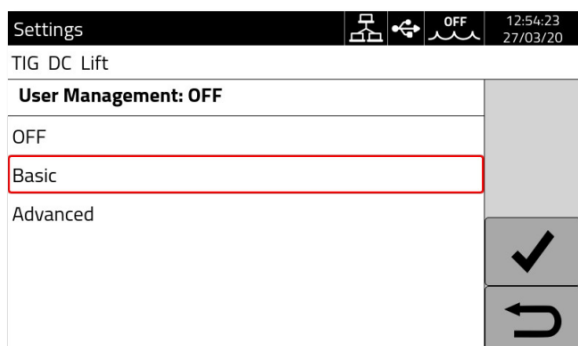 Settings
OFF
12:54:23
27/03/20
TIG DC Lift
User Management: OFF
OFF
Basic
Advanced